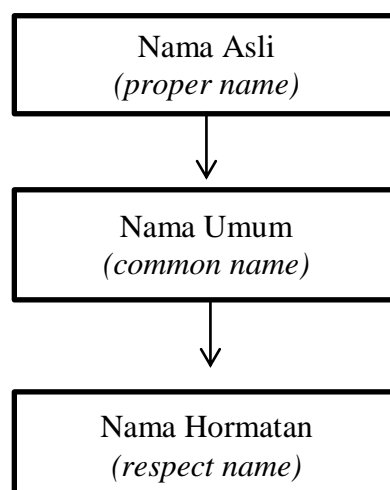 Nama Asli
(proper name)
Nama Umum
(common name)
Nama Hormatan
(respect name)